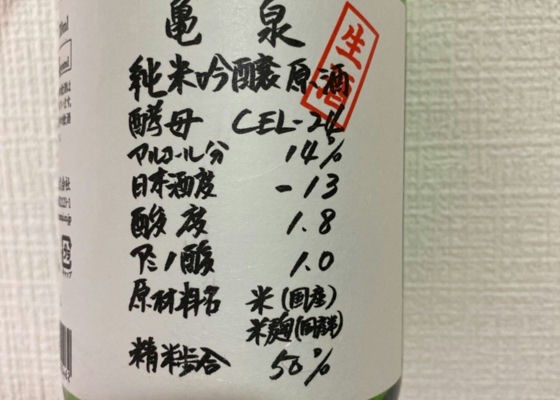 亀泉
生酒
純米吟醸原酒
酵母 CEL-24
アルコール分 14%
日本酒度 -13
酸度 1.8
アミノ酸 1.0
原材料名 米(国産)
米麹(国産)
精米歩合 50%